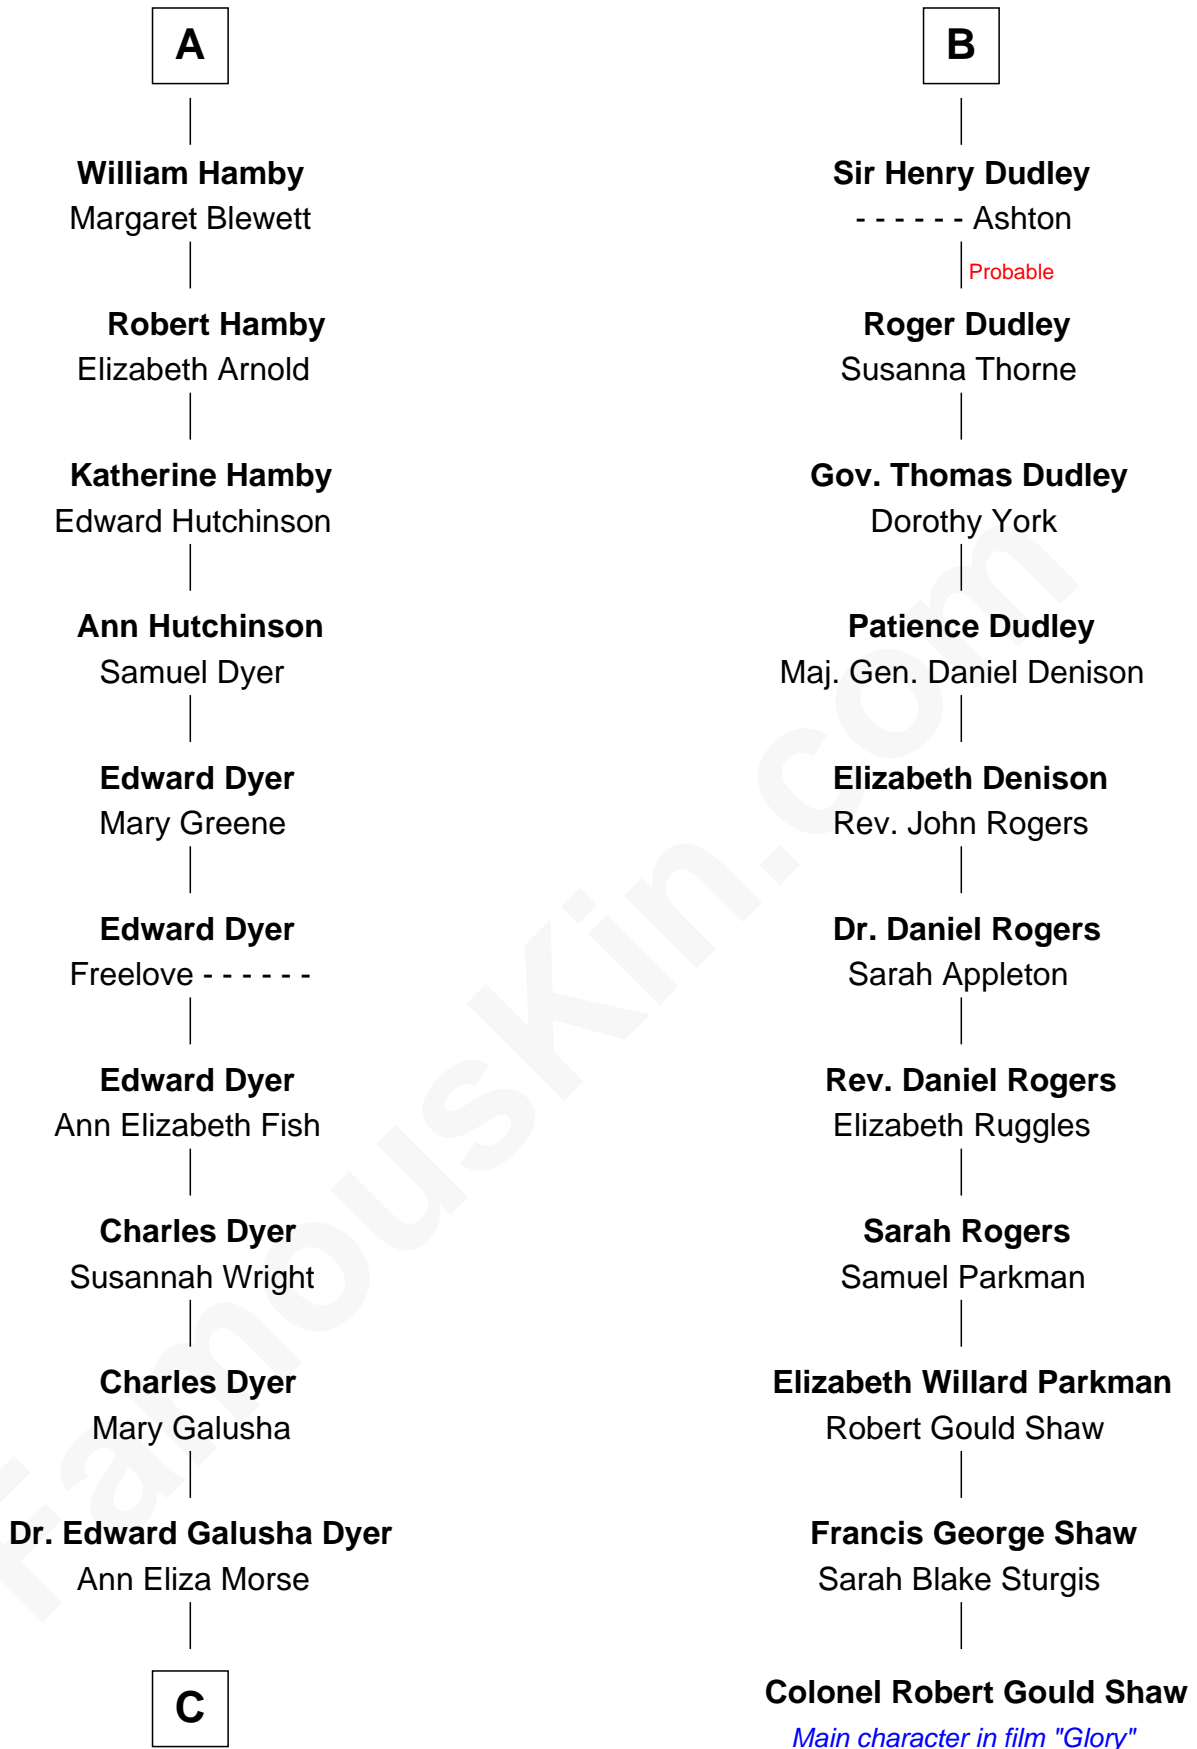 A
William Hamby
Margaret Blewett
Robert Hamby
Elizabeth Arnold
Katherine Hamby
Edward Hutchinson
Ann Hutchinson
Samuel Dyer
Edward Dyer
Mary Greene
Edward Dyer
Freelove - - - - - -
Edward Dyer
Ann Elizabeth Fish
Charles Dyer
Susannah Wright
Charles Dyer
Mary Galusha
Dr. Edward Galusha Dyer
Ann Eliza Morse
C
B
Sir Henry Dudley
- - - - - - Ashton
Probable
Roger Dudley
Susanna Thorne
Gov. Thomas Dudley
Dorothy York
Patience Dudley
Maj. Gen. Daniel Denison
Elizabeth Denison
Rev. John Rogers
Dr. Daniel Rogers
Sarah Appleton
Rev. Daniel Rogers
Elizabeth Ruggles
Sarah Rogers
Samuel Parkman
Elizabeth Willard Parkman
Robert Gould Shaw
Francis George Shaw
Sarah Blake Sturgis
Colonel Robert Gould Shaw
Main character in film "Glory"
FamousKin.com